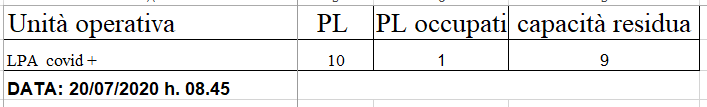 Unità operativa PL PL occupati capacità residua
LPA covid + 10 1 9
DATA: 20/07/2020 h. 08.45